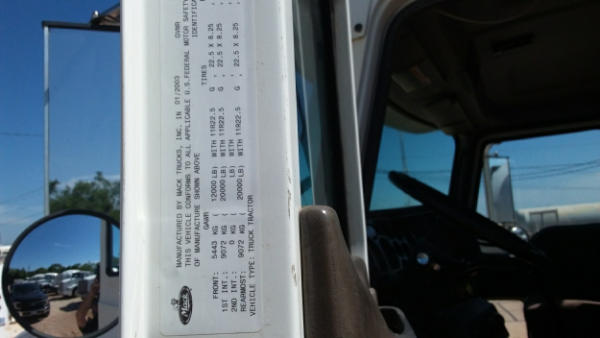 MANUFACTURED BY MACK TRUCKS, INC. IN 01/2003 GVWR
THIS VEHICLE CONFORMS TO ALL APPLICABLE U.S. FEDERAL MOTOR SAFETY
OF MANUFACTURE SHOWN ABOVE IDENTIFICA
GAWR TIRES
FRONT: 5443 KG ( 12000 LB) WITH 11R22.5 G , 22.5 X 8.25 ,
1ST INT.: 9072 KG ( 20000 LB) WITH 11R22.5 G , 22.5 X 8.25 ,
2ND INT.: 0 KG ( LB) WITH
REARMOST: 9072 KG ( 20000 LB) WITH 11R22.5 G , 22.5 X 8.25 ,
VEHICLE TYPE: TRUCK TRACTOR
MACK